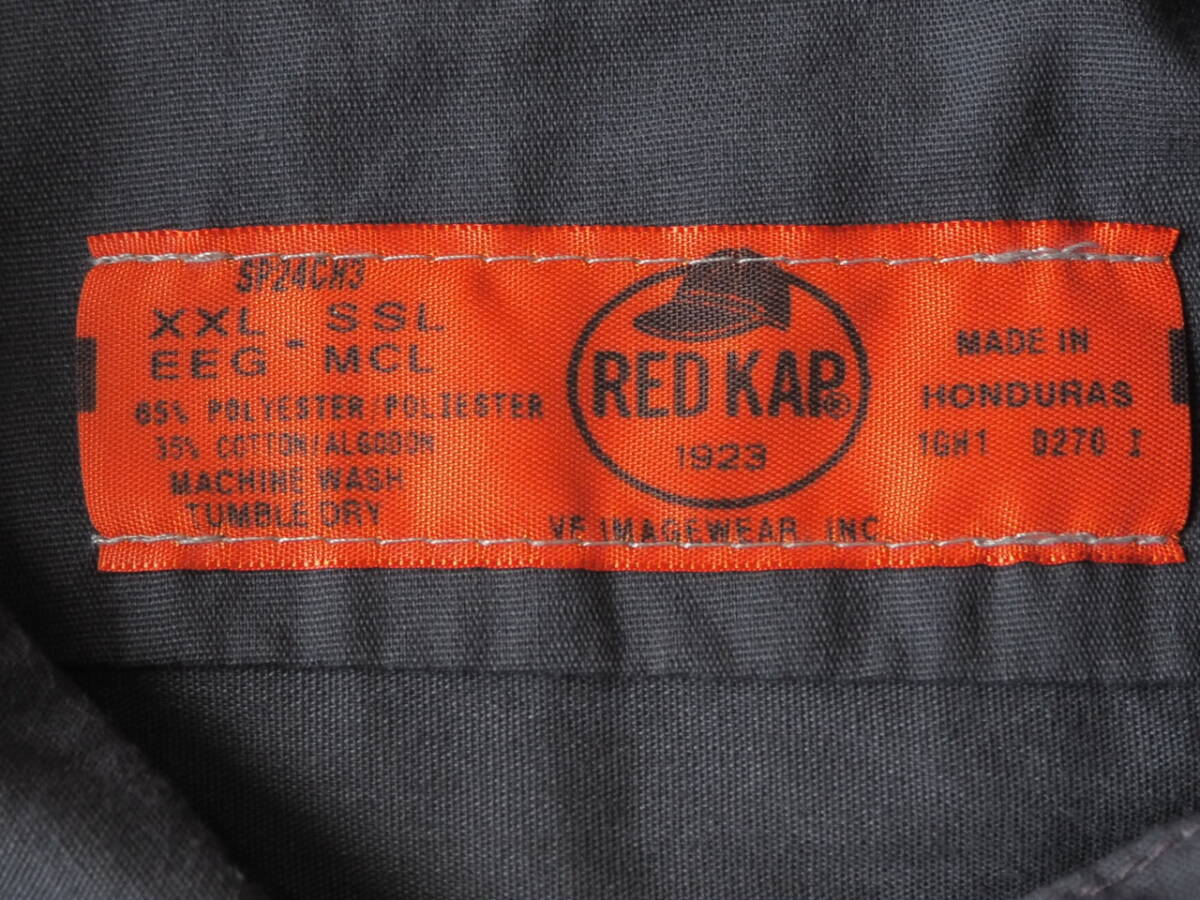 SP24CH3
XXL - SSL
EEG - MCL
65% POLYESTER/POLIESTER
35% COTTON/ALGODON
MACHINE WASH
TUMBLE DRY
RED KAP®
1923
VF IMAGEWEAR, INC
MADE IN
HONDURAS
1GH1 0270 I